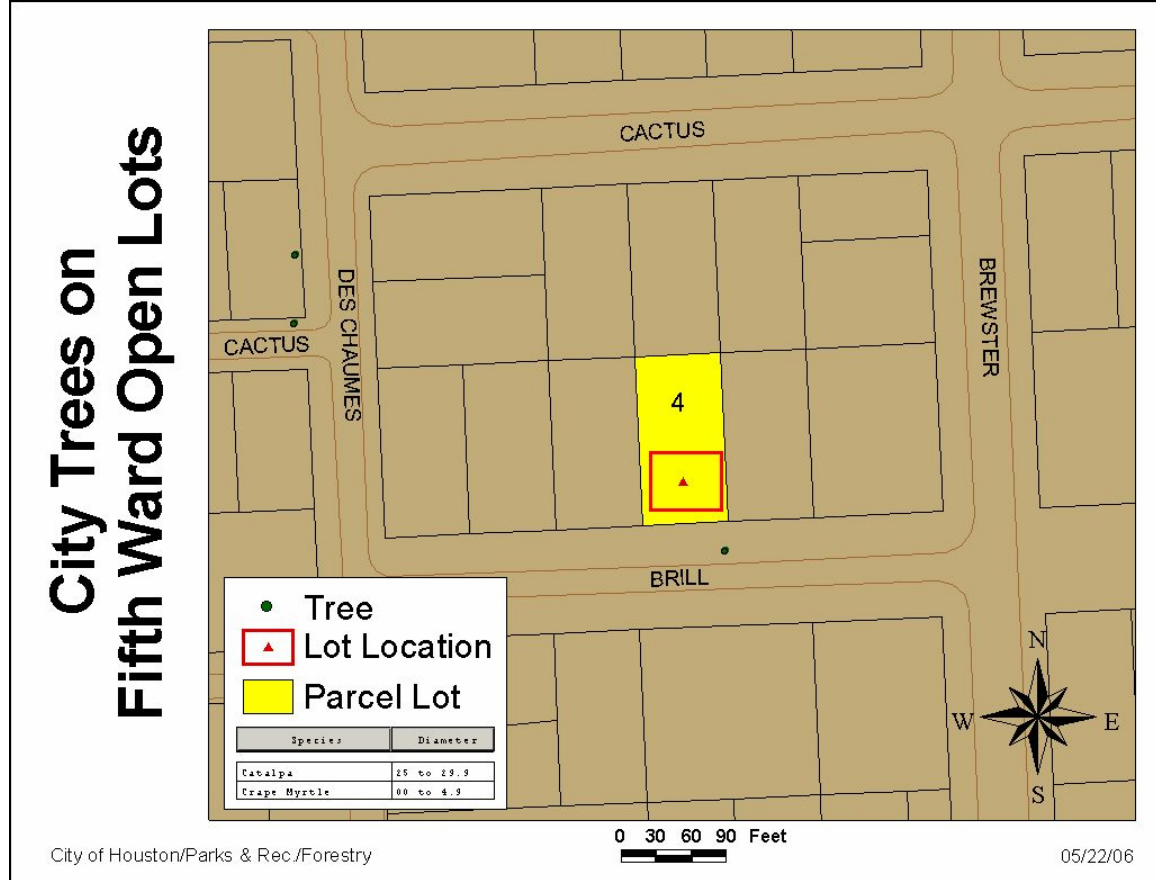 City Trees on
Fifth Ward Open Lots
CACTUS
DES CHAUMES
BREWSTER
CACTUS
4
BRILL
Tree
Lot Location
Parcel Lot
Species Diameter
Catalpa 25 to 29.9
Crape Myrtle 00 to 4.9
N
W E
S
0 30 60 90 Feet
City of Houston/Parks & Rec./Forestry
05/22/06